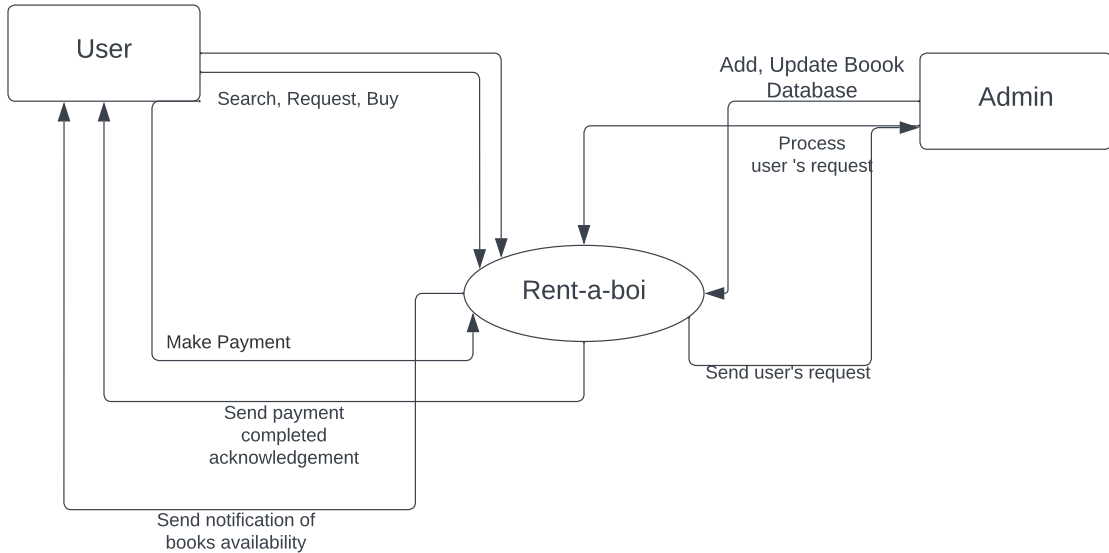 User
Search, Request, Buy
Add, Update Boook
Database
Admin
Process
user 's request
Rent-a-boi
Make Payment
Send user's request
Send payment
completed
acknowledgement
Send notification of
books availability